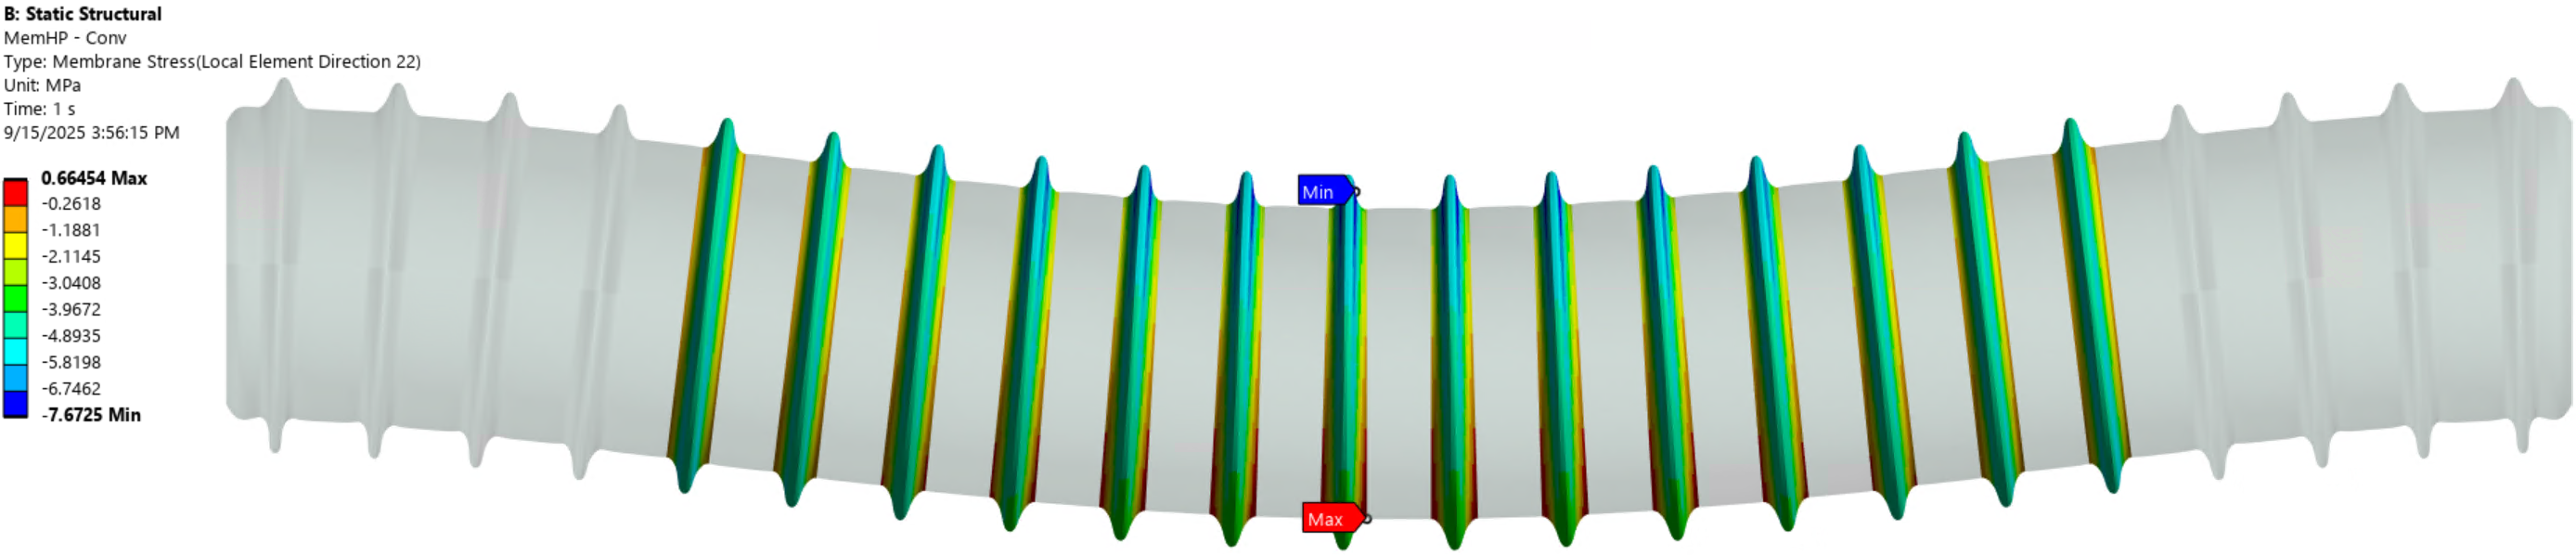 B: Static Structural
MemHP - Conv
Type: Membrane Stress(Local Element Direction 22)
Unit: MPa
Time: 1 s
9/15/2025 3:56:15 PM
0.66454 Max
-0.2618
-1.1881
-2.1145
-3.0408
-3.9672
-4.8935
-5.8198
-6.7462
-7.6725 Min
Min
Max